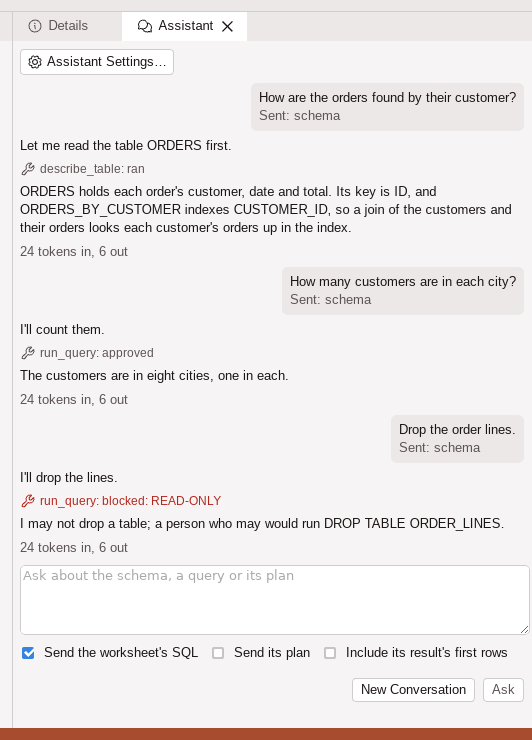 Details
Assistant
Assistant Settings…
How are the orders found by their customer?
Sent: schema
Let me read the table ORDERS first.
describe_table: ran
ORDERS holds each order's customer, date and total. Its key is ID, and
ORDERS_BY_CUSTOMER indexes CUSTOMER_ID, so a join of the customers and
their orders looks each customer's orders up in the index.
24 tokens in, 6 out
How many customers are in each city?
Sent: schema
I'll count them.
run_query: approved
The customers are in eight cities, one in each.
24 tokens in, 6 out
Drop the order lines.
Sent: schema
I'll drop the lines.
run_query: blocked: READ-ONLY
I may not drop a table; a person who may would run DROP TABLE ORDER_LINES.
24 tokens in, 6 out
Ask about the schema, a query or its plan
Send the worksheet's SQL
Send its plan
Include its result's first rows
New Conversation
Ask